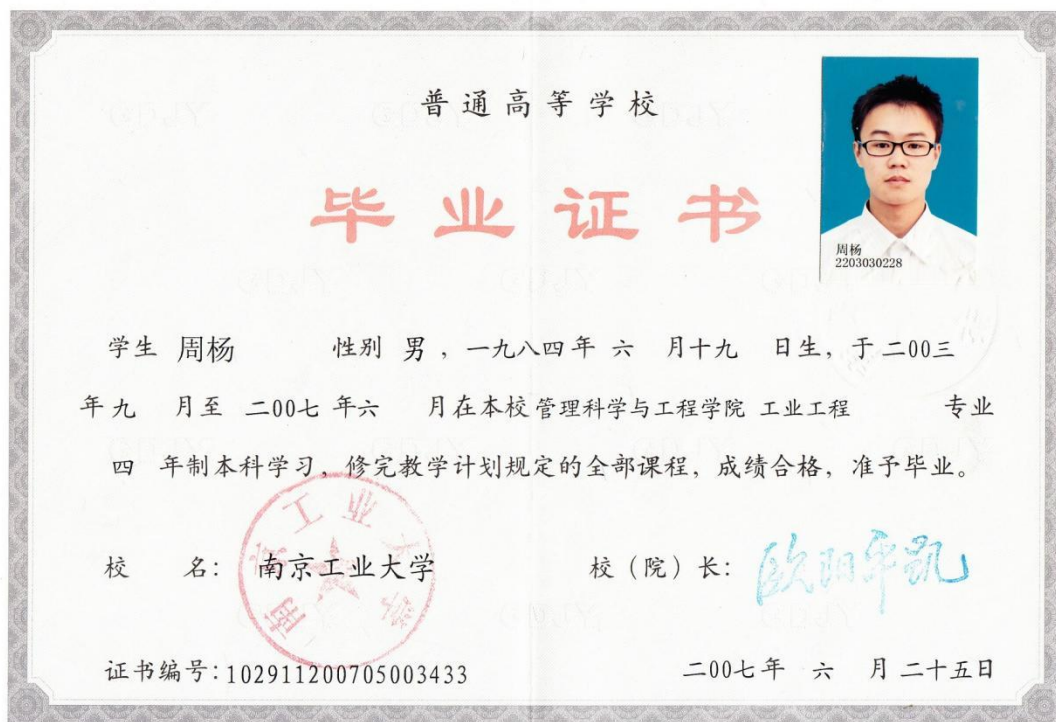 普通高等学校
毕业证书
周杨
2203030228
学生 周杨 性别 男 ，一九八四年 六 月十九 日生，于二00三
年九 月至 二00七 年六 月在本校管理科学与工程学院 工业工程 专业
四 年制本科学习，修完教学计划规定的全部课程，成绩合格，准予毕业。
校 名： 南京工业大学 校（院）长： 欧阳平凯
南京工业大学
证书编号：102911200705003433 二00七年 六 月 二十五日